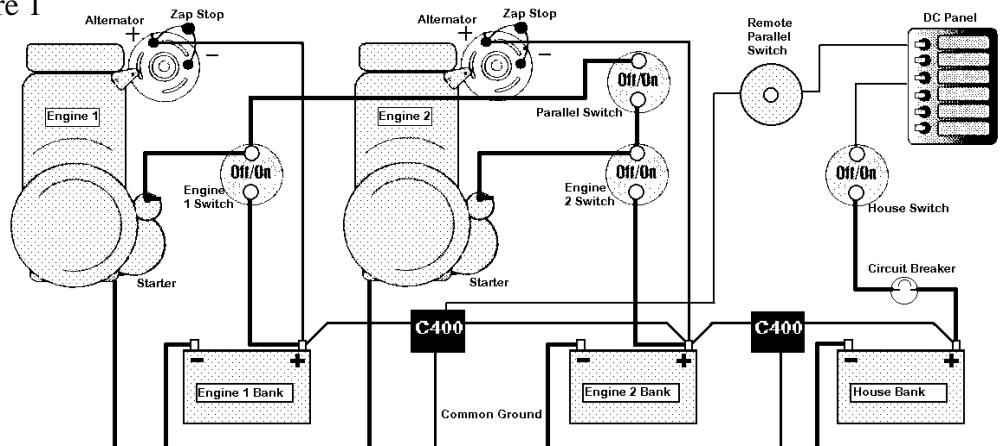 re 1
Alternator
Zap Stop
+
−
Engine 1
Off/On
Engine
1 Switch
Starter
Alternator
Zap Stop
+
−
Engine 2
Off/On
Parallel Switch
Off/On
Engine
2 Switch
Starter
Remote
Parallel
Switch
DC Panel
Off/On
House Switch
Circuit Breaker
C400
C400
−
+
Engine 1 Bank
Common Ground
−
+
Engine 2 Bank
−
+
House Bank